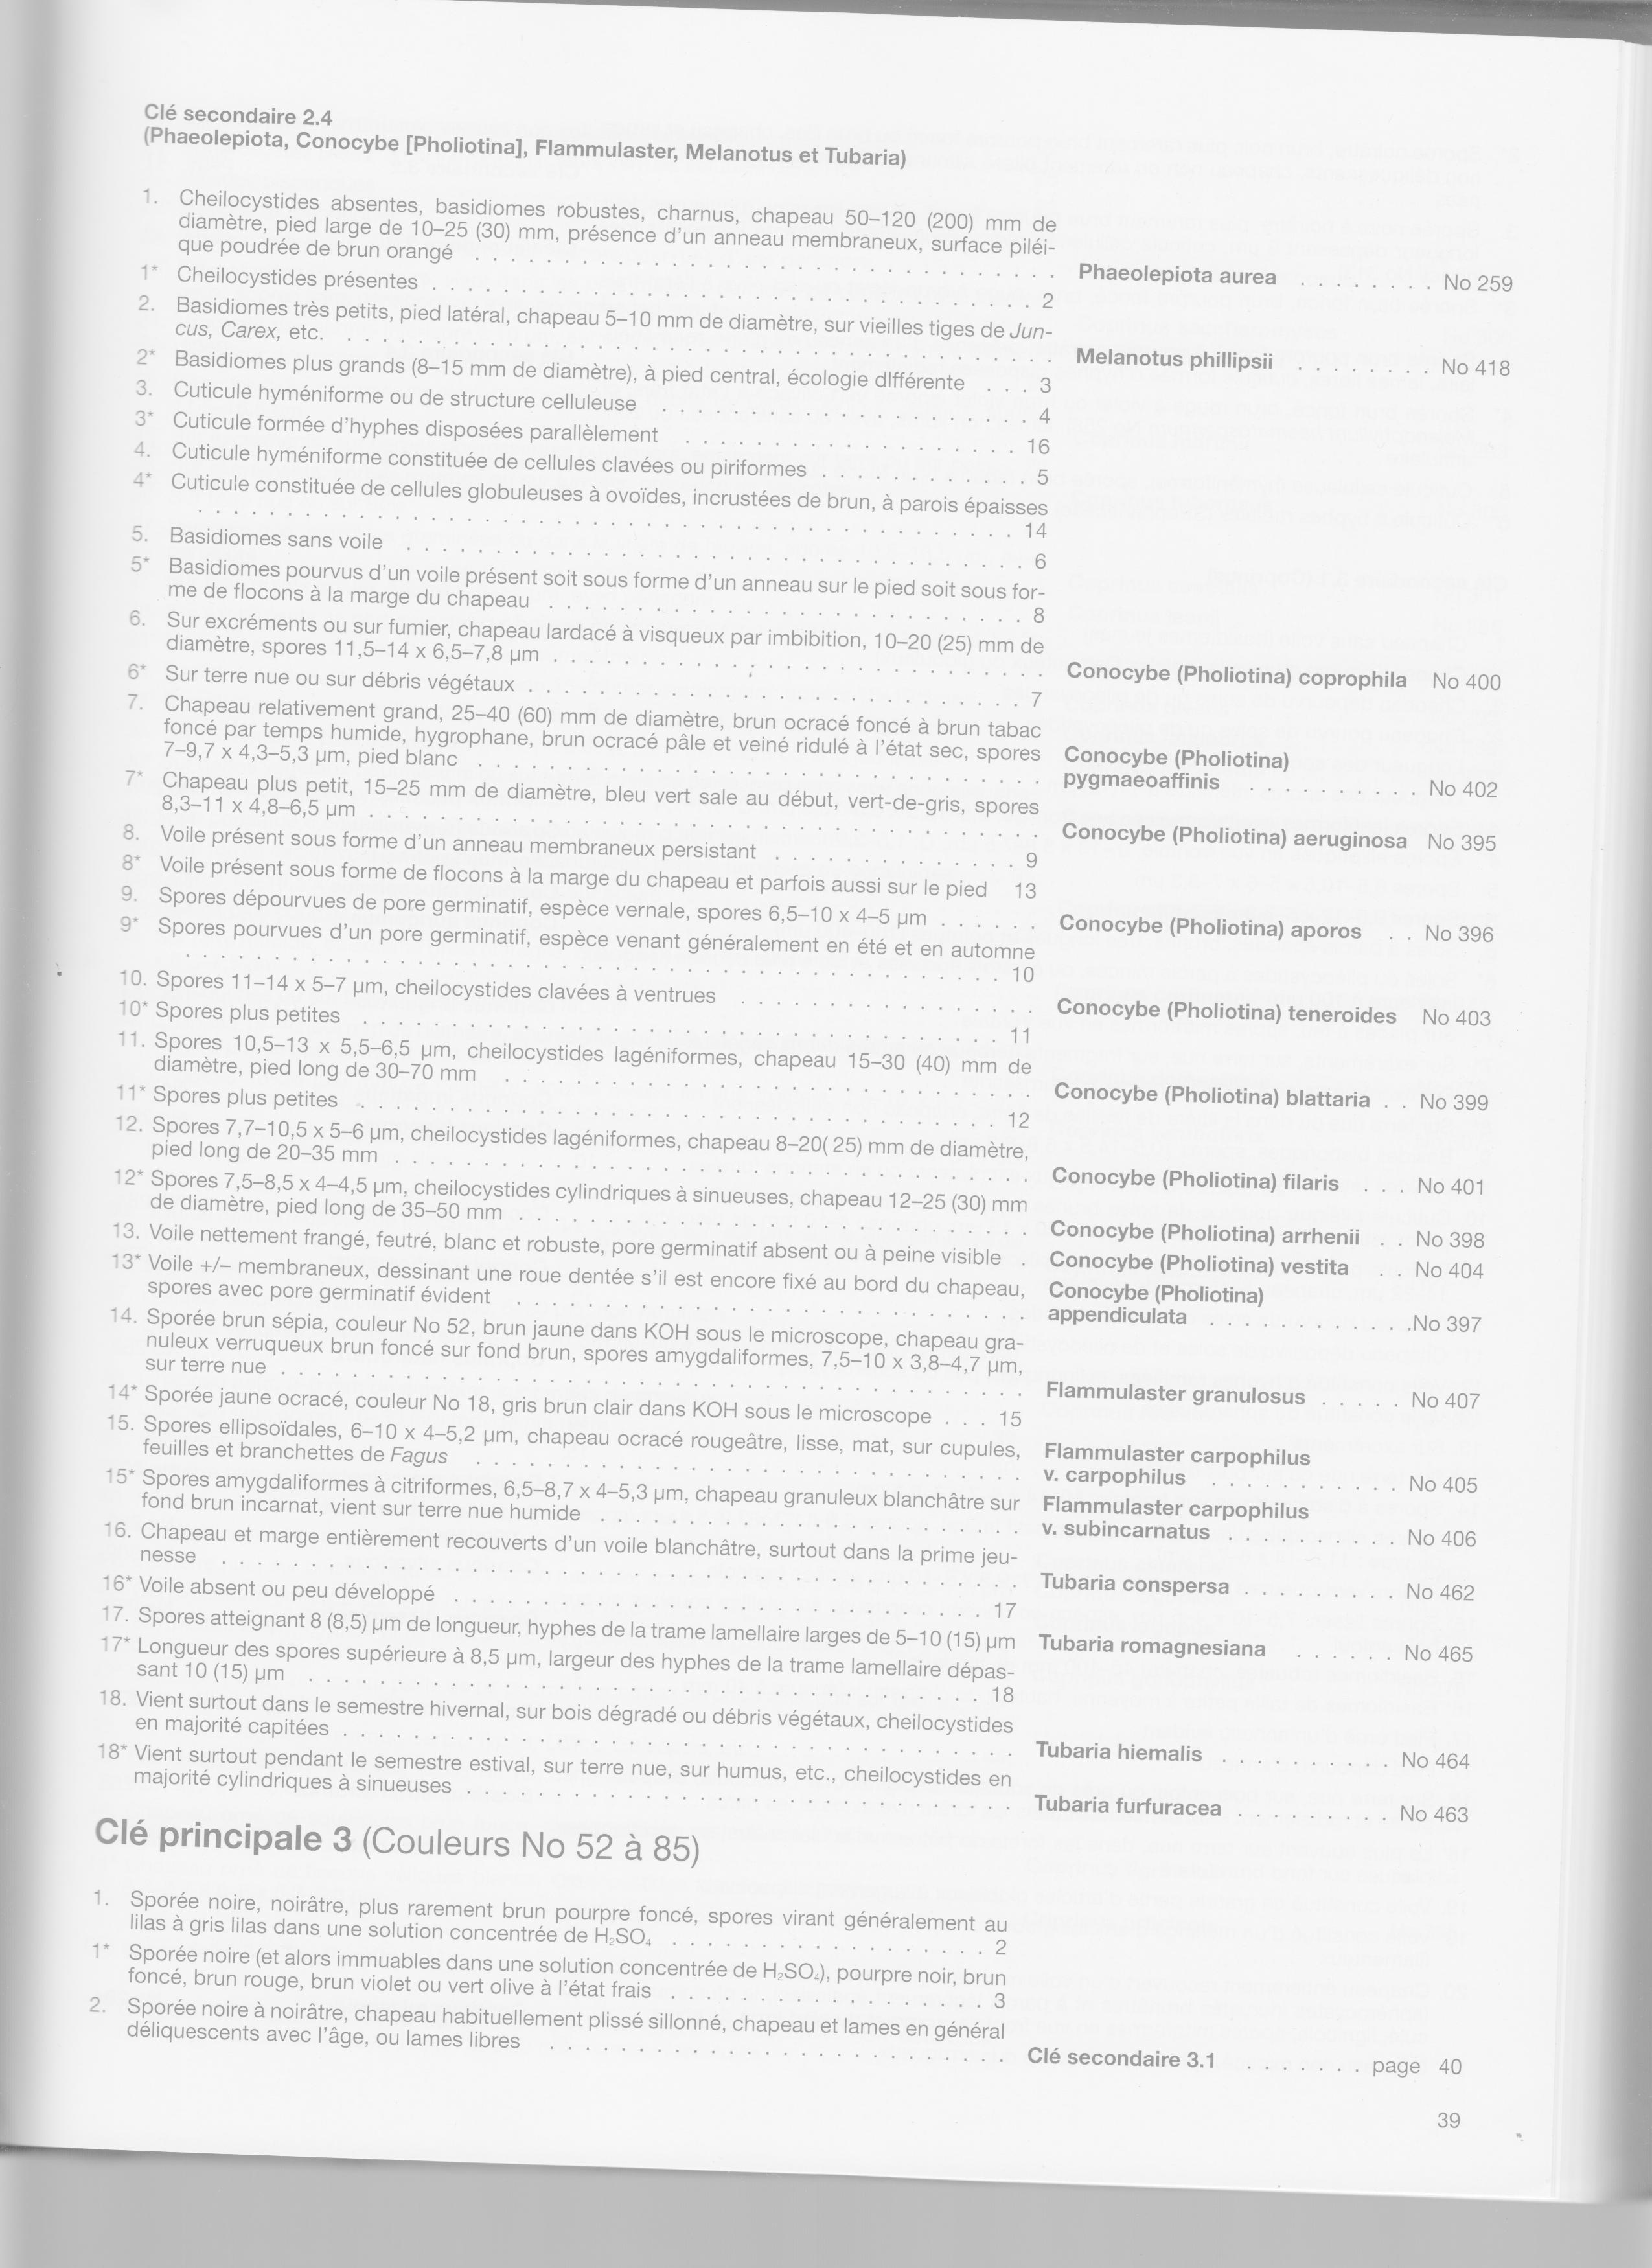 Clé secondaire 2.4
(Phaeolepiota, Conocybe [Pholiotina], Flammulaster, Melanotus et Tubaria)
1. Cheilocystides absentes, basidiomes robustes, charnus, chapeau 50–120 (200) mm de
diamètre, pied large de 10–25 (30) mm, présence d'un anneau membraneux, surface piléi-
que poudrée de brun orangé . . . . . . . . Phaeolepiota aurea . . . . . . . . No 259
1* Cheilocystides présentes . . . . . . . . 2
2. Basidiomes très petits, pied latéral, chapeau 5–10 mm de diamètre, sur vieilles tiges de Jun-
cus, Carex, etc. . . . . . . . . Melanotus phillipsii . . . . . . . . No 418
2* Basidiomes plus grands (8–15 mm de diamètre), à pied central, écologie dlfférente . . . 3
3. Cuticule hyméniforme ou de structure celluleuse . . . . . . . . 4
3* Cuticule formée d'hyphes disposées parallèlement . . . . . . . . 16
4. Cuticule hyméniforme constituée de cellules clavées ou piriformes . . . . . . . . 5
4* Cuticule constituée de cellules globuleuses à ovoïdes, incrustées de brun, à parois épaisses
. . . . . . . . 14
5. Basidiomes sans voile . . . . . . . . 6
5* Basidiomes pourvus d'un voile présent soit sous forme d'un anneau sur le pied soit sous for-
me de flocons à la marge du chapeau . . . . . . . . 8
6. Sur excréments ou sur fumier, chapeau lardacé à visqueux par imbibition, 10–20 (25) mm de
diamètre, spores 11,5–14 x 6,5–7,8 µm . . . . . . . . Conocybe (Pholiotina) coprophila No 400
6* Sur terre nue ou sur débris végétaux . . . . . . . . 7
7. Chapeau relativement grand, 25–40 (60) mm de diamètre, brun ocracé foncé à brun tabac
foncé par temps humide, hygrophane, brun ocracé pâle et veiné ridulé à l'état sec, spores Conocybe (Pholiotina)
7–9,7 x 4,3–5,3 µm, pied blanc . . . . . . . . pygmaeoaffinis . . . . . . . . . . No 402
7* Chapeau plus petit, 15–25 mm de diamètre, bleu vert sale au début, vert-de-gris, spores
8,3–11 x 4,8–6,5 µm . . . . . . . . Conocybe (Pholiotina) aeruginosa No 395
8. Voile présent sous forme d'un anneau membraneux persistant . . . . . . . . 9
8* Voile présent sous forme de flocons à la marge du chapeau et parfois aussi sur le pied 13
9. Spores dépourvues de pore germinatif, espèce vernale, spores 6,5–10 x 4–5 µm . . . . . . Conocybe (Pholiotina) aporos . . No 396
9* Spores pourvues d'un pore germinatif, espèce venant généralement en été et en automne
. . . . . . . . 10
10. Spores 11–14 x 5–7 µm, cheilocystides clavées à ventrues . . . . . . . . Conocybe (Pholiotina) teneroides No 403
10* Spores plus petites . . . . . . . . 11
11. Spores 10,5–13 x 5,5–6,5 µm, cheilocystides lagéniformes, chapeau 15–30 (40) mm de
diamètre, pied long de 30–70 mm . . . . . . . . Conocybe (Pholiotina) blattaria . . No 399
11* Spores plus petites . . . . . . . . 12
12. Spores 7,7–10,5 x 5–6 µm, cheilocystides lagéniformes, chapeau 8–20( 25) mm de diamètre,
pied long de 20–35 mm . . . . . . . . Conocybe (Pholiotina) filaris . . . No 401
12* Spores 7,5–8,5 x 4–4,5 µm, cheilocystides cylindriques à sinueuses, chapeau 12–25 (30) mm
de diamètre, pied long de 35–50 mm . . . . . . . . Conocybe (Pholiotina) arrhenii . . No 398
13. Voile nettement frangé, feutré, blanc et robuste, pore germinatif absent ou à peine visible . Conocybe (Pholiotina) vestita . . No 404
13* Voile +/– membraneux, dessinant une roue dentée s'il est encore fixé au bord du chapeau, Conocybe (Pholiotina)
spores avec pore germinatif évident . . . . . . . . appendiculata . . . . . . . . . . . .No 397
14. Sporée brun sépia, couleur No 52, brun jaune dans KOH sous le microscope, chapeau gra-
nuleux verruqueux brun foncé sur fond brun, spores amygdaliformes, 7,5–10 x 3,8–4,7 µm,
sur terre nue . . . . . . . . Flammulaster granulosus . . . . . No 407
14* Sporée jaune ocracé, couleur No 18, gris brun clair dans KOH sous le microscope . . . 15
15. Spores ellipsoïdales, 6–10 x 4–5,2 µm, chapeau ocracé rougeâtre, lisse, mat, sur cupules, Flammulaster carpophilus
feuilles et branchettes de Fagus . . . . . . . . v. carpophilus . . . . . . . . . . . No 405
15* Spores amygdaliformes à citriformes, 6,5–8,7 x 4–5,3 µm, chapeau granuleux blanchâtre sur Flammulaster carpophilus
fond brun incarnat, vient sur terre nue humide . . . . . . . . v. subincarnatus . . . . . . . . . . No 406
16. Chapeau et marge entièrement recouverts d'un voile blanchâtre, surtout dans la prime jeu-
nesse . . . . . . . . Tubaria conspersa . . . . . . . . . No 462
16* Voile absent ou peu développé . . . . . . . . 17
17. Spores atteignant 8 (8,5) µm de longueur, hyphes de la trame lamellaire larges de 5–10 (15) µm Tubaria romagnesiana . . . . . . No 465
17* Longueur des spores supérieure à 8,5 µm, largeur des hyphes de la trame lamellaire dépas-
sant 10 (15) µm . . . . . . . . 18
18. Vient surtout dans le semestre hivernal, sur bois dégradé ou débris végétaux, cheilocystides
en majorité capitées . . . . . . . . Tubaria hiemalis . . . . . . . . . . No 464
18* Vient surtout pendant le semestre estival, sur terre nue, sur humus, etc., cheilocystides en
majorité cylindriques à sinueuses . . . . . . . . Tubaria furfuracea . . . . . . . . . No 463
Clé principale 3 (Couleurs No 52 à 85)
1. Sporée noire, noirâtre, plus rarement brun pourpre foncé, spores virant généralement au
lilas à gris lilas dans une solution concentrée de H₂SO₄ . . . . . . . . 2
1* Sporée noire (et alors immuables dans une solution concentrée de H₂SO₄), pourpre noir, brun
foncé, brun rouge, brun violet ou vert olive à l'état frais . . . . . . . . 3
2. Sporée noire à noirâtre, chapeau habituellement plissé sillonné, chapeau et lames en général
déliquescents avec l'âge, ou lames libres . . . . . . . . Clé secondaire 3.1 . . . . . . . page 40
39